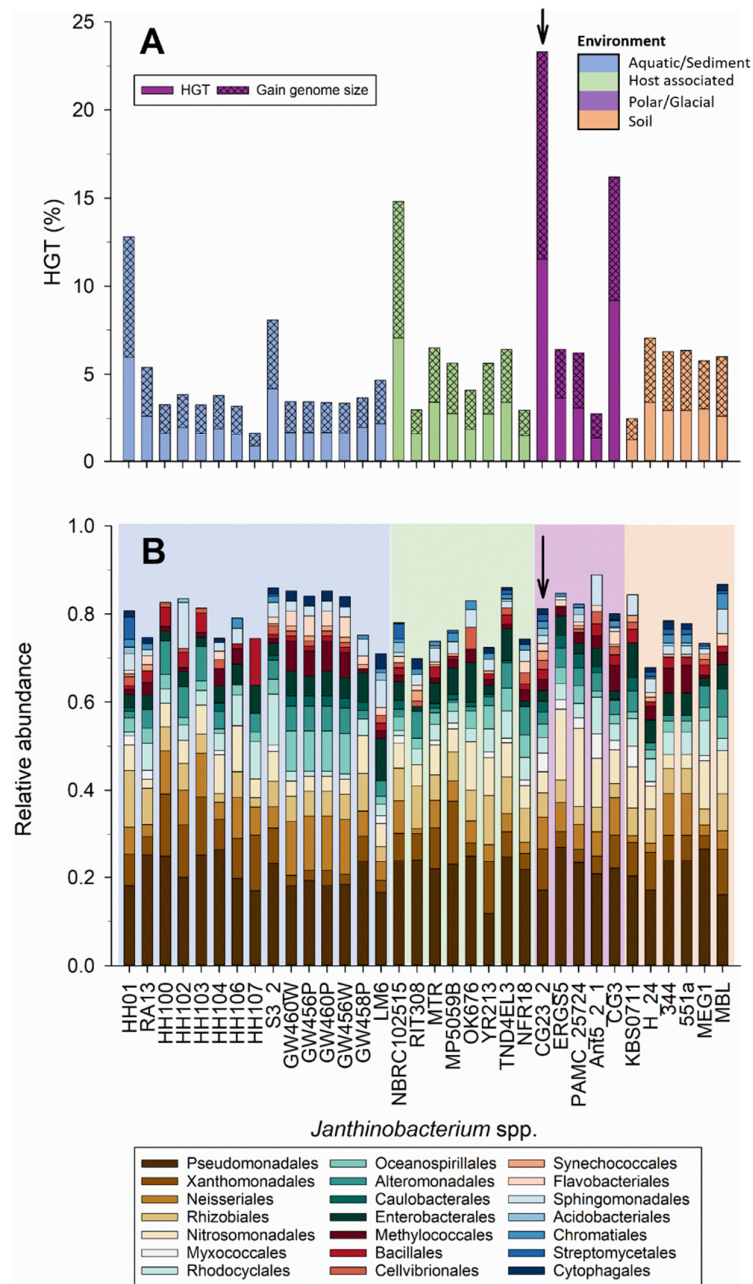 A
Environment
Aquatic/Sediment
Host associated
Polar/Glacial
Soil
HGT Gain genome size
HGT (%)
25
20
15
10
5
0
B
Relative abundance
1.0
0.8
0.6
0.4
0.2
0.0
HH01
RA13
HH100
HH102
HH103
HH104
HH106
HH107
S3_2
GW460W
GW456P
GW460P
GW456W
GW458P
LM6
NBRC102515
RIT308
MTR
MP5059B
OK676
YR213
TND4EL3
NFR18
CG23_2
ERGS5
PAMC_25724
Ant5_2_1
CG3
KBS0711
H_24
344
551a
MEG1
MBL
Janthinobacterium spp.
Pseudomonadales Oceanospirillales Synechococcales
Xanthomonadales Alteromonadales Flavobacteriales
Neisseriales Caulobacterales Sphingomonadales
Rhizobiales Enterobacterales Acidobacteriales
Nitrosomonadales Methylococcales Chromatiales
Myxococcales Bacillales Streptomycetales
Rhodocyclales Cellvibrionales Cytophagales